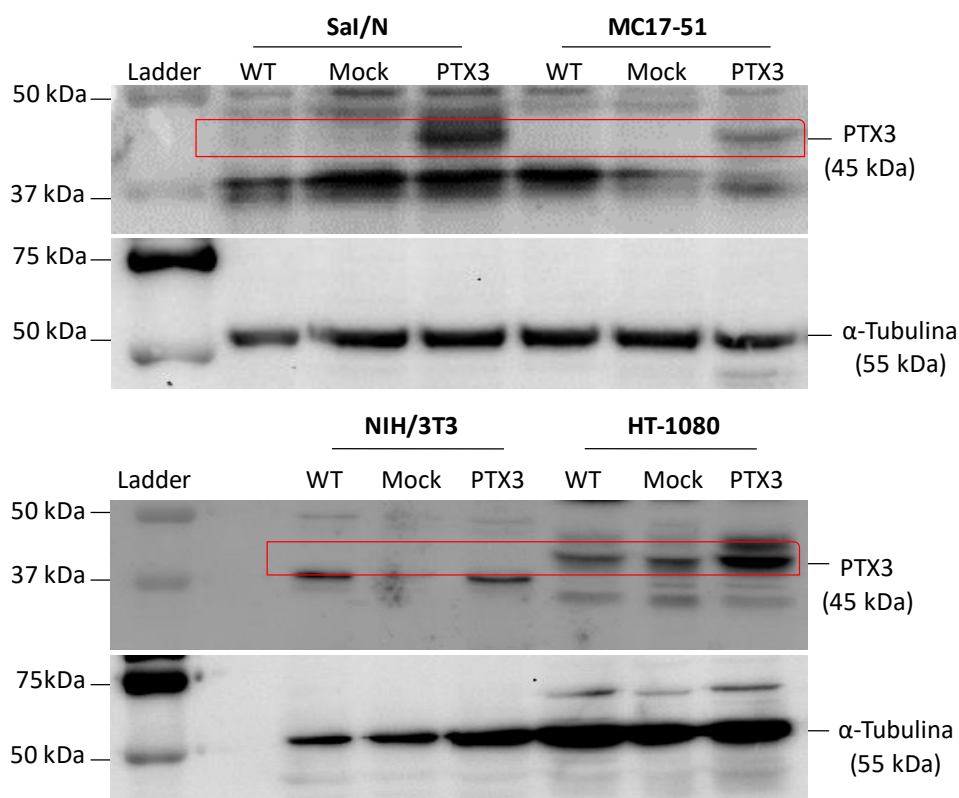 Sal/N MC17-51
Ladder WT Mock PTX3 WT Mock PTX3
50 kDa
PTX3
(45 kDa)
37 kDa
75 kDa
50 kDa
α-Tubulina
(55 kDa)
NIH/3T3 HT-1080
Ladder WT Mock PTX3 WT Mock PTX3
50 kDa
37 kDa
PTX3
(45 kDa)
75kDa
α-Tubulina
50 kDa
(55 kDa)